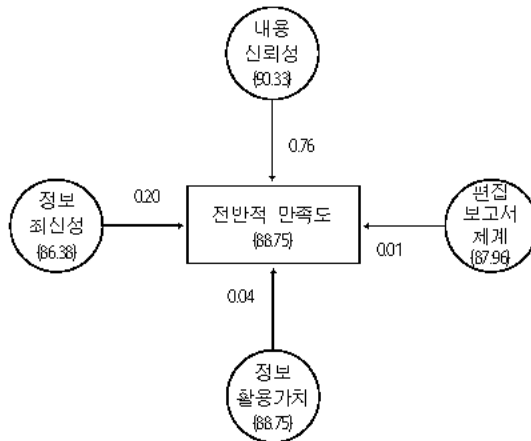 내용
신뢰성
(90.33)
0.76
정보
최신성
(86.38)
0.20
전반적 만족도
(88.75)
0.01
편집
보고서
체계
(87.96)
0.04
정보
활용가치
(88.75)